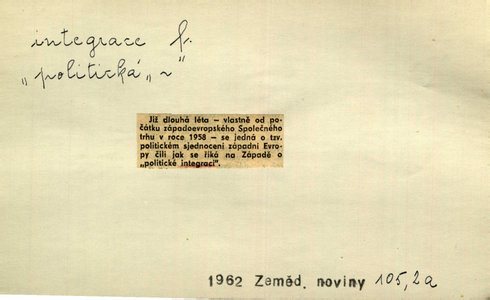 integrace f.
„politická„ ~"
Již dlouhá léta — vlastně od po-
čátku západoevropského Společného
trhu v roce 1958 — se jedná o tzv.
politickém sjednocení západní Evro-
py čili jak se říká na Západě o
„politické integraci".
1962 Zeměd. noviny 105,2a